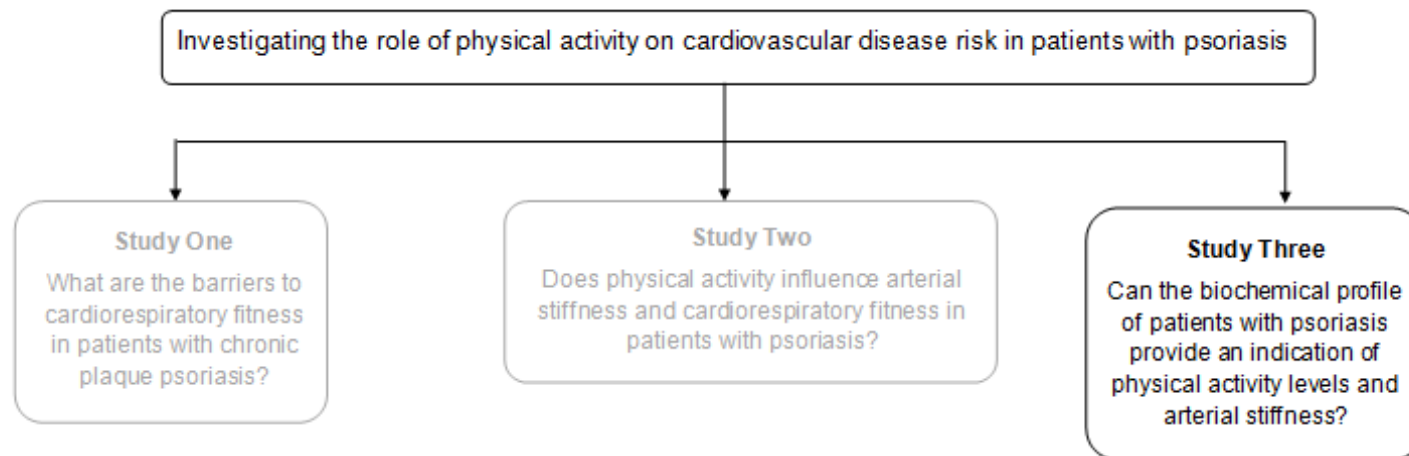 Investigating the role of physical activity on cardiovascular disease risk in patients with psoriasis
Study One
What are the barriers to
cardiorespiratory fitness
in patients with chronic
plaque psoriasis?
Study Two
Does physical activity influence arterial
stiffness and cardiorespiratory fitness in
patients with psoriasis?
Study Three
Can the biochemical profile
of patients with psoriasis
provide an indication of
physical activity levels and
arterial stiffness?